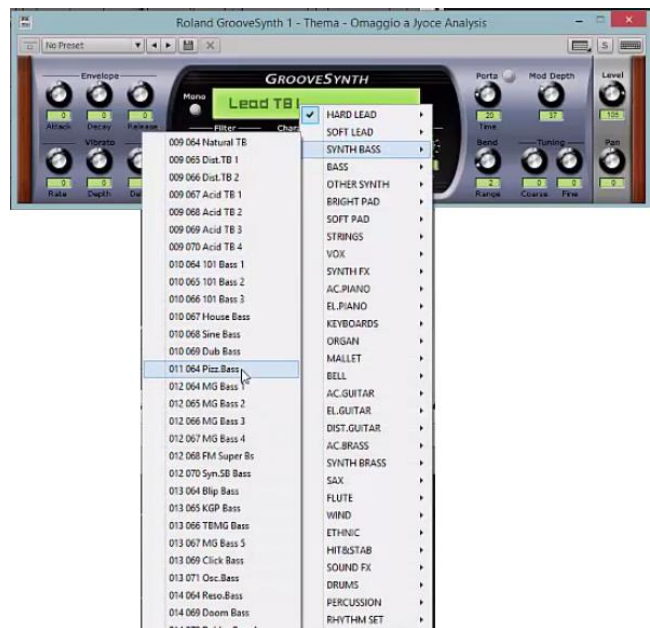 Roland GrooveSynth 1 - Thema - Omaggio a Jyoce Analysis
No Preset
S
Envelope
GROOVESYNTH
Porta
Mod Depth
Level
Mono
Lead TB1
0
0
0
20
37
105
Attack
Decay
Release
Time
Filter
Vibrato
Bend
Tuning
Pan
0
0
2
0
0
0
Rate
Depth
Range
Coarse
Fine
009 064 Natural TB
009 065 Dist.TB 1
009 066 Dist.TB 2
009 067 Acid TB 1
009 068 Acid TB 2
009 069 Acid TB 3
009 070 Acid TB 4
010 064 101 Bass 1
010 065 101 Bass 2
010 066 101 Bass 3
010 067 House Bass
010 068 Sine Bass
010 069 Dub Bass
011 064 Pizz.Bass
012 064 MG Bass 1
012 065 MG Bass 2
012 066 MG Bass 3
012 067 MG Bass 4
012 068 FM Super Bs
012 070 Syn.SB Bass
013 064 Blip Bass
013 065 KGP Bass
013 066 TBMG Bass
013 067 MG Bass 5
013 069 Click Bass
013 071 Osc.Bass
014 064 Reso.Bass
014 069 Doom Bass
HARD LEAD
SOFT LEAD
SYNTH BASS
BASS
OTHER SYNTH
BRIGHT PAD
SOFT PAD
STRINGS
VOX
SYNTH FX
AC.PIANO
EL.PIANO
KEYBOARDS
ORGAN
MALLET
BELL
AC.GUITAR
EL.GUITAR
DIST.GUITAR
AC.BRASS
SYNTH BRASS
SAX
FLUTE
WIND
ETHNIC
HIT&STAB
SOUND FX
DRUMS
PERCUSSION
RHYTHM SET